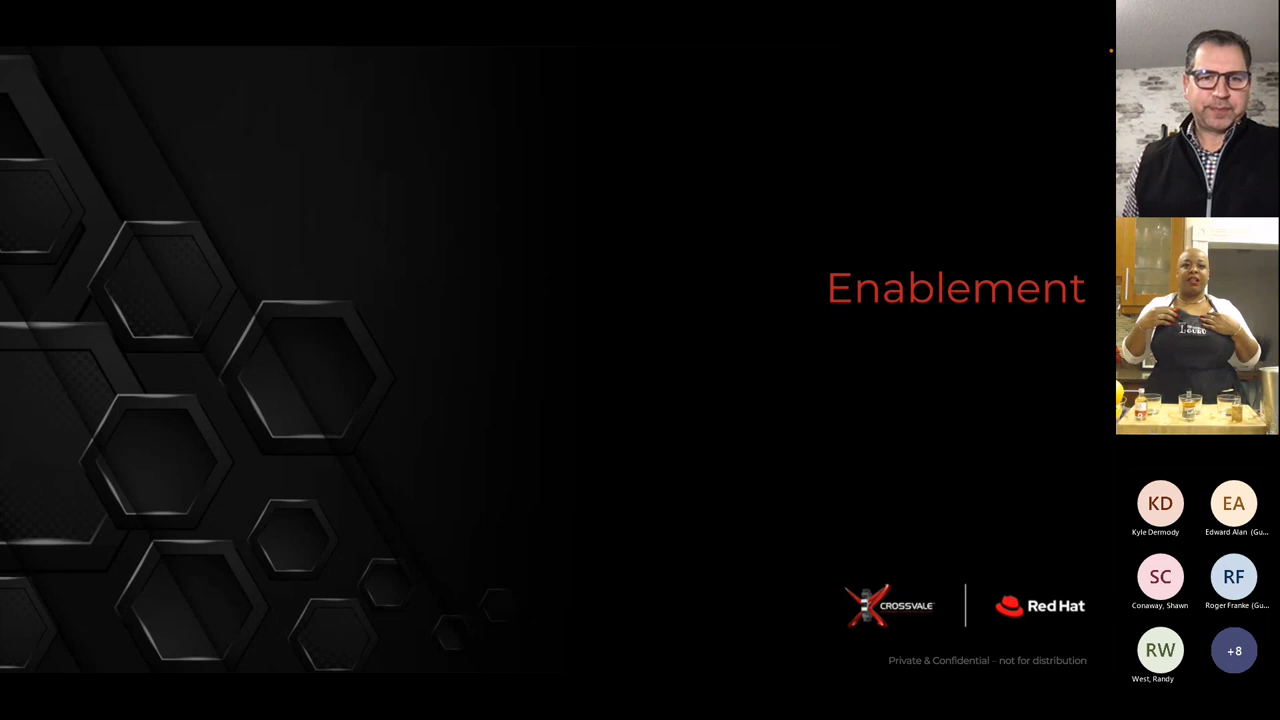 Enablement
CROSSVALE
Red Hat
Private & Confidential – not for distribution
GURU
KD
EA
Kyle Dermody
Edward Alan (Gu...
SC
RF
Conaway, Shawn
Roger Franke (Gu...
RW
+8
West, Randy